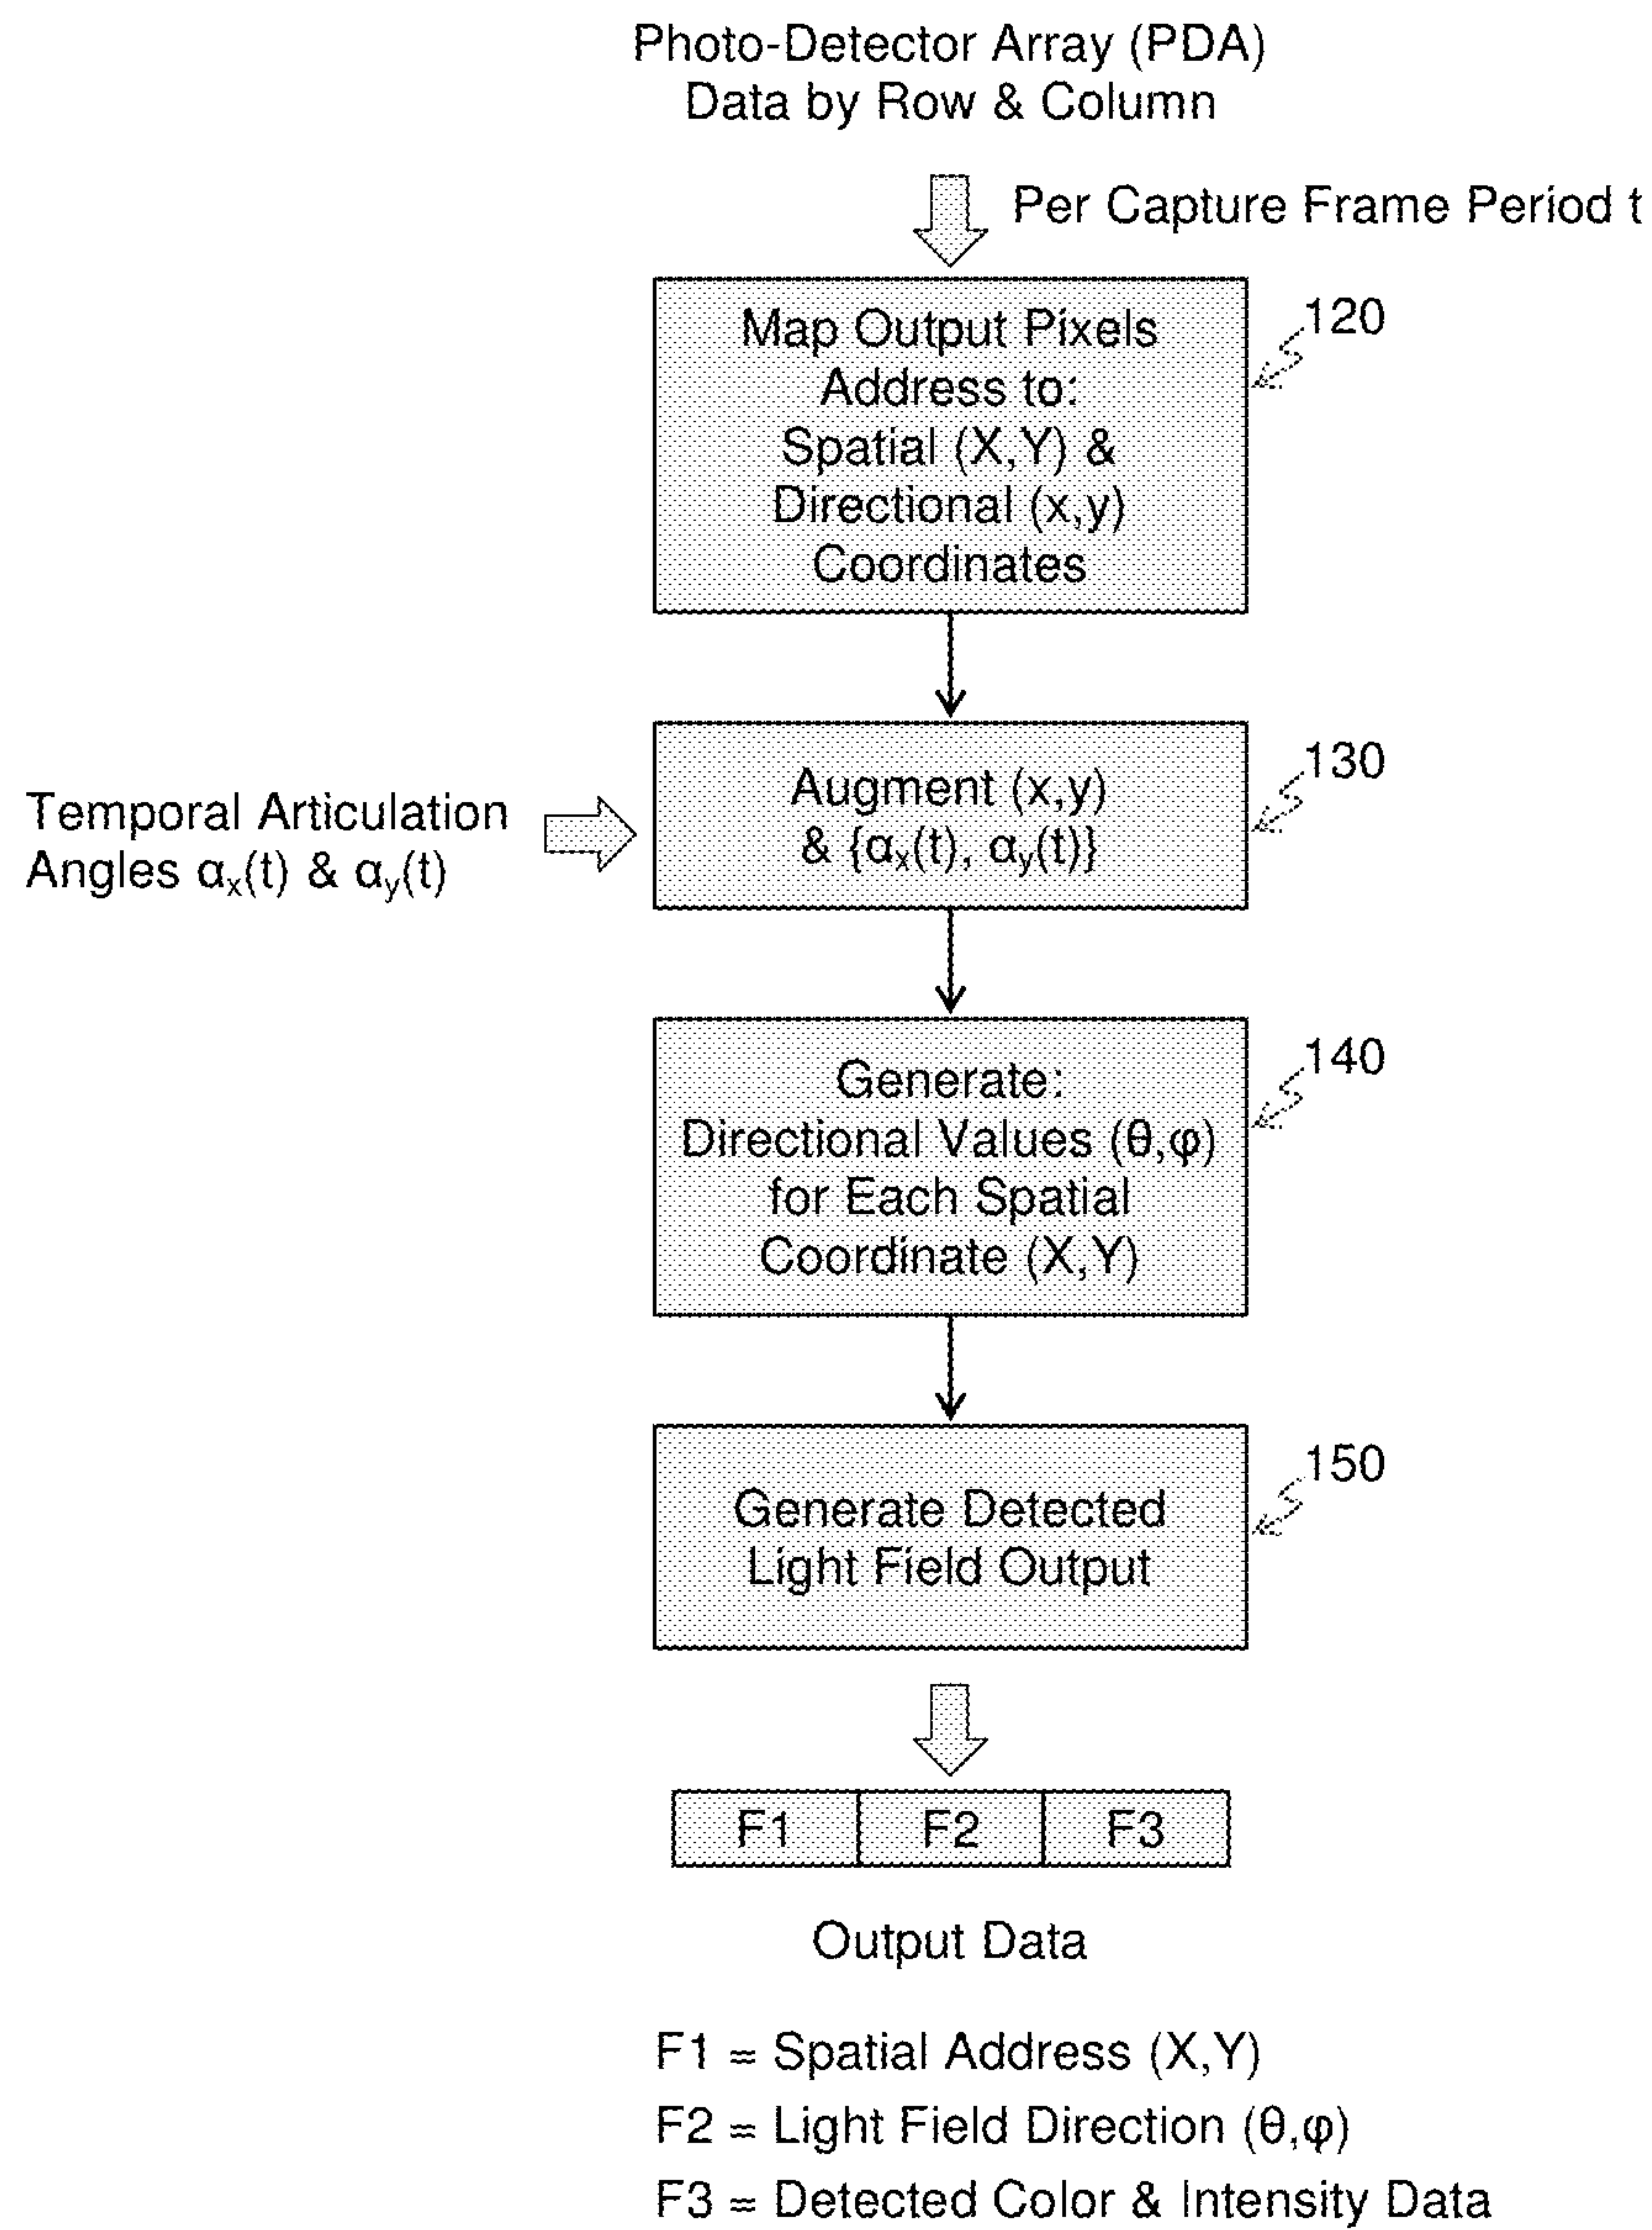 Photo-Detector Array (PDA)
Data by Row & Column
Per Capture Frame Period t
Map Output Pixels
Address to:
Spatial (X,Y) &
Directional (x,y)
Coordinates
120
Augment (x,y)
& {αx(t), αy(t)}
130
Temporal Articulation
Angles αx(t) & αy(t)
Generate:
Directional Values (θ,φ)
for Each Spatial
Coordinate (X,Y)
140
Generate Detected
Light Field Output
150
F1 F2 F3
Output Data
F1 = Spatial Address (X,Y)
F2 = Light Field Direction (θ,φ)
F3 = Detected Color & Intensity Data